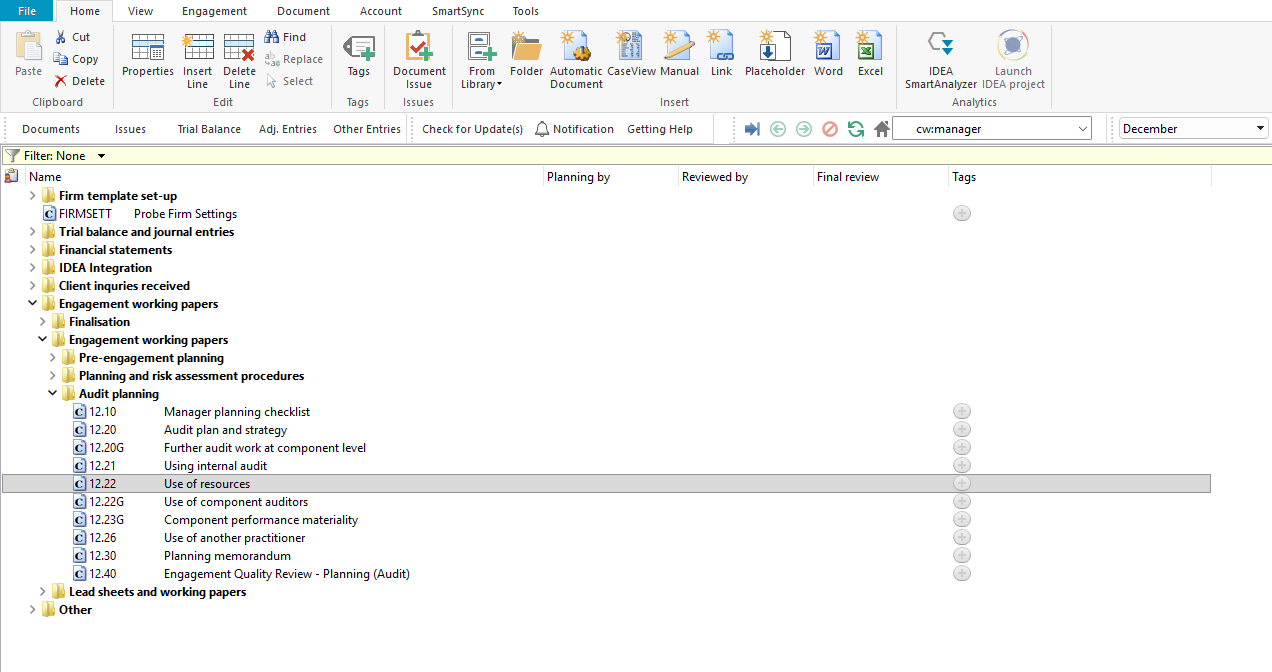 File Home View Engagement Document Account SmartSync Tools
Paste Cut Copy Delete Clipboard
Properties Insert Line Delete Line Find Replace Select Edit
Tags Tags
Document Issue Issues
From Library Folder Automatic Document CaseView Manual Link Placeholder Word Excel Insert
IDEA SmartAnalyzer Launch IDEA project Analytics
Documents Issues Trial Balance Adj. Entries Other Entries Check for Update(s) Notification Getting Help cw:manager December
Filter: None
Name Planning by Reviewed by Final review Tags
Firm template set-up
FIRMSETT Probe Firm Settings
Trial balance and journal entries
Financial statements
IDEA Integration
Client inquries received
Engagement working papers
Finalisation
Engagement working papers
Pre-engagement planning
Planning and risk assessment procedures
Audit planning
12.10 Manager planning checklist
12.20 Audit plan and strategy
12.20G Further audit work at component level
12.21 Using internal audit
12.22 Use of resources
12.22G Use of component auditors
12.23G Component performance materiality
12.26 Use of another practitioner
12.30 Planning memorandum
12.40 Engagement Quality Review - Planning (Audit)
Lead sheets and working papers
Other